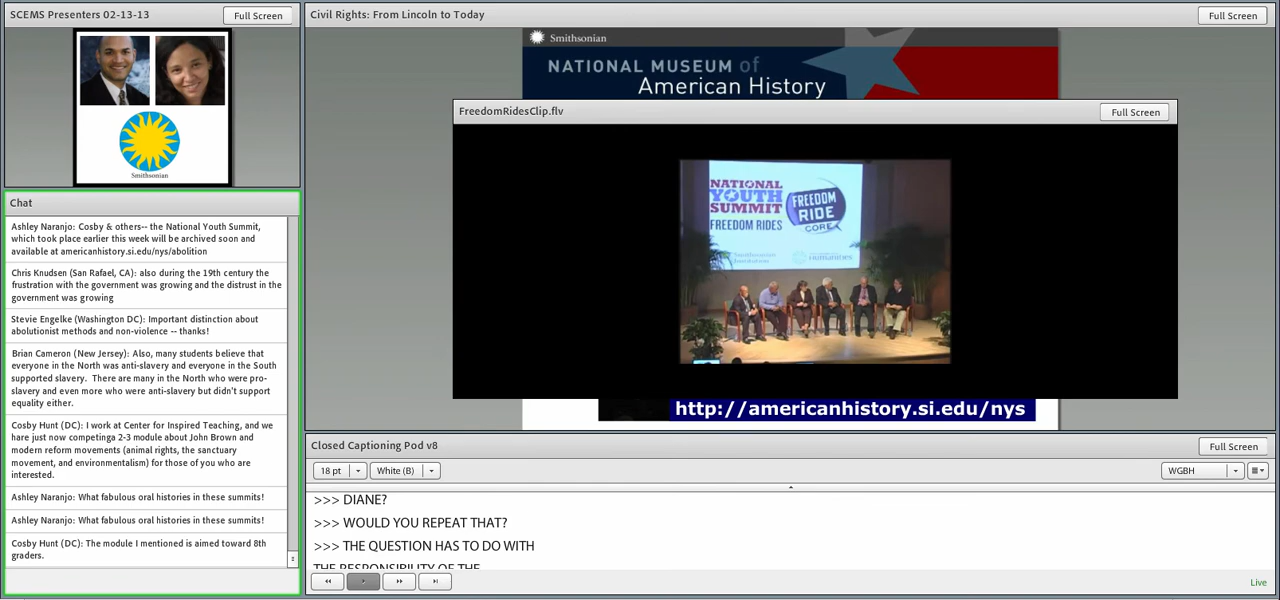 SCEMS Presenters 02-13-13
Full Screen
Smithsonian
Chat
Ashley Naranjo: Cosby & others-- the National Youth Summit,
which took place earlier this week will be archived soon and
available at americanhistory.si.edu/nys/abolition
Chris Knudsen (San Rafael, CA): also during the 19th century the
frustration with the government was growing and the distrust in the
government was growing
Stevie Engelke (Washington DC): Important distinction about
abolutionist methods and non-violence -- thanks!
Brian Cameron (New Jersey): Also, many students believe that
everyone in the North was anti-slavery and everyone in the South
supported slavery. There are many in the North who were pro-
slavery and even more who were anti-slavery but didn't support
equality either.
Cosby Hunt (DC): I work at Center for Inspired Teaching, and we
hare just now competinga 2-3 module about John Brown and
modern reform movements (animal rights, the sanctuary
movement, and environmentalism) for those of you who are
interested.
Ashley Naranjo: What fabulous oral histories in these summits!
Ashley Naranjo: What fabulous oral histories in these summits!
Cosby Hunt (DC): The module I mentioned is aimed toward 8th
graders.
Civil Rights: From Lincoln to Today
Full Screen
Smithsonian
NATIONAL MUSEUM of
American History
FreedomRidesClip.flv
Full Screen
NATIONAL
YOUTH
SUMMIT
FREEDOM RIDES
FREEDOM
RIDE
CORE
Smithsonian
Humanities
http://americanhistory.si.edu/nys
Closed Captioning Pod v8
Full Screen
18 pt
White (B)
WGBH
>>> DIANE?
>>> WOULD YOU REPEAT THAT?
>>> THE QUESTION HAS TO DO WITH
THE RESPONSIBILITY OF THE
Live